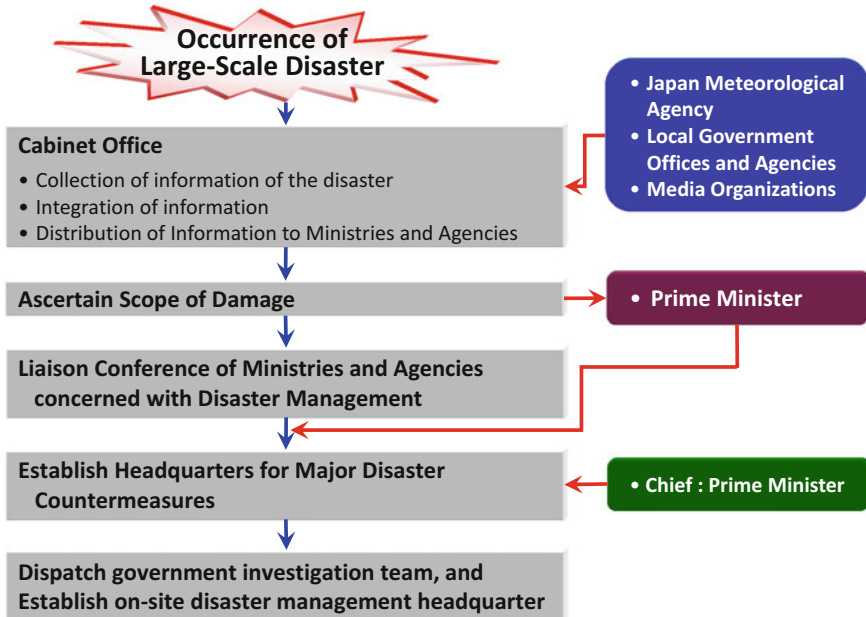 Occurrence of
Large-Scale Disaster
• Japan Meteorological
Agency
• Local Government
Offices and Agencies
• Media Organizations
Cabinet Office
• Collection of information of the disaster
• Integration of information
• Distribution of Information to Ministries and Agencies
Ascertain Scope of Damage
• Prime Minister
Liaison Conference of Ministries and Agencies
concerned with Disaster Management
Establish Headquarters for Major Disaster
Countermeasures
• Chief : Prime Minister
Dispatch government investigation team, and
Establish on-site disaster management headquarter